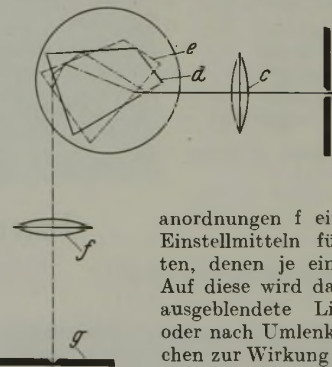 e
d
c
f
g
anordnungen f ei
Einstellmitteln fü
ten, denen je ein
Auf diese wird da
ausgeblendete Li
oder nach Umlenk
chen zur Wirkung